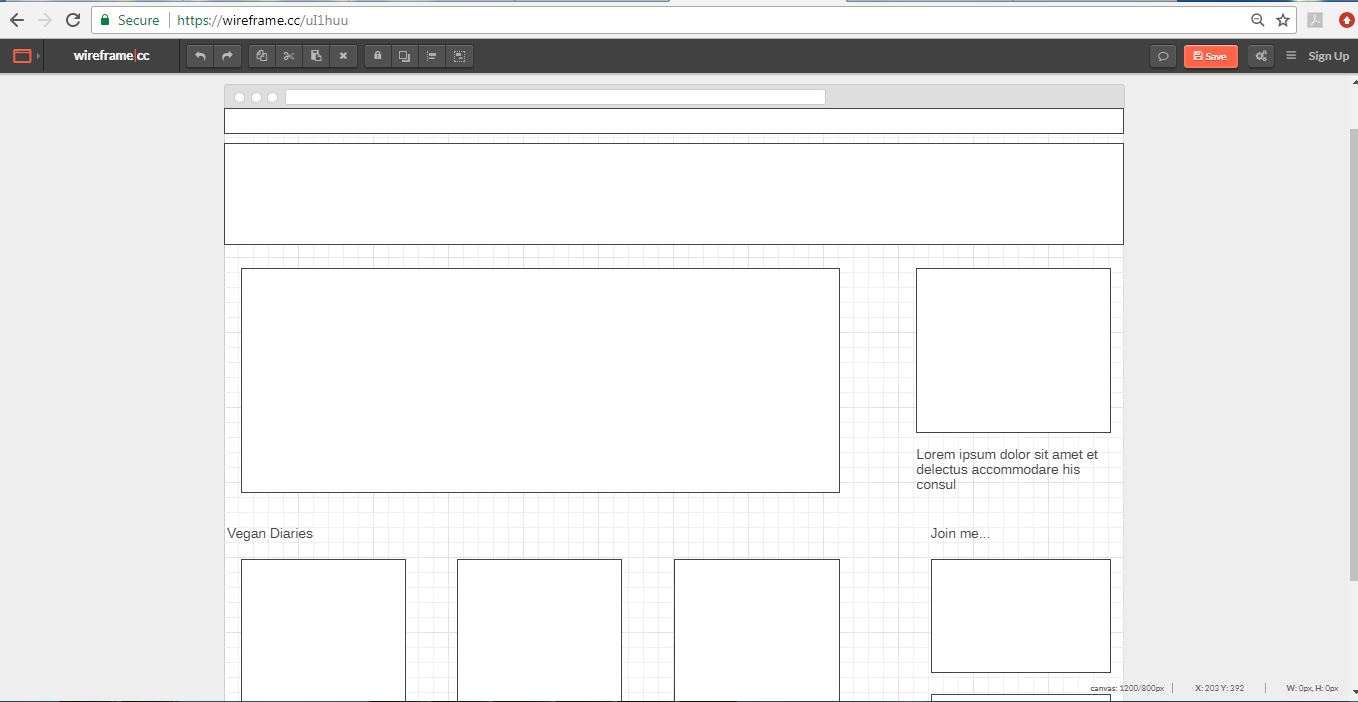 Secure https://wireframe.cc/uI1huu
wireframe|cc
Save
Sign Up
Lorem ipsum dolor sit amet et
delectus accommodare his
consul
Vegan Diaries
Join me...
canvas: 1200/800px X: 203 Y: 392 W: 0px, H: 0px